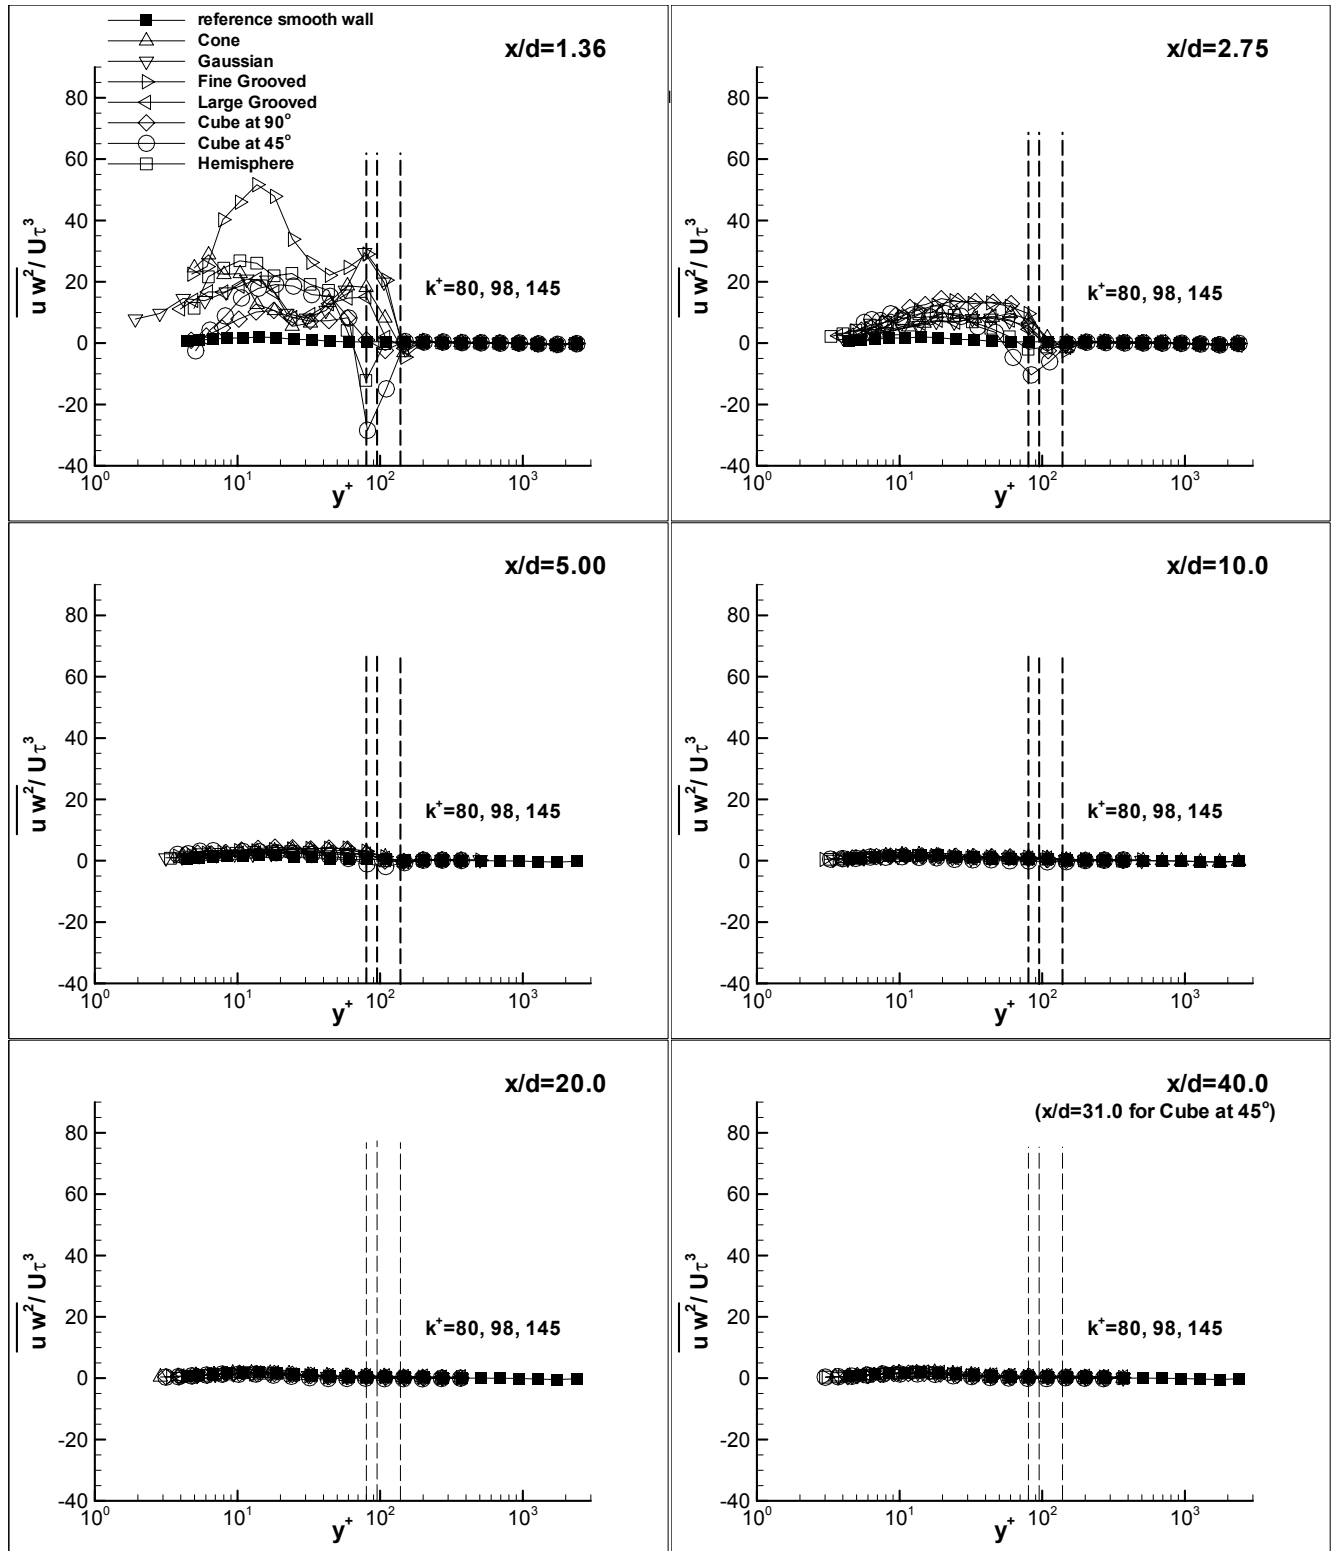 reference smooth wall
Cone
Gaussian
Fine Grooved
Large Grooved
Cube at 90°
Cube at 45°
Hemisphere
x/d=1.36
80
60
40
20
0
-20
-40
u w²/ Uτ³
k⁺=80, 98, 145
10⁰ 10¹ 10² 10³
y⁺
x/d=2.75
80
60
40
20
0
-20
-40
u w²/ Uτ³
k⁺=80, 98, 145
10⁰ 10¹ 10² 10³
y⁺
x/d=5.00
80
60
40
20
0
-20
-40
u w²/ Uτ³
k⁺=80, 98, 145
10⁰ 10¹ 10² 10³
y⁺
x/d=10.0
80
60
40
20
0
-20
-40
u w²/ Uτ³
k⁺=80, 98, 145
10⁰ 10¹ 10² 10³
y⁺
x/d=20.0
80
60
40
20
0
-20
-40
u w²/ Uτ³
k⁺=80, 98, 145
10⁰ 10¹ 10² 10³
y⁺
x/d=40.0
(x/d=31.0 for Cube at 45°)
80
60
40
20
0
-20
-40
u w²/ Uτ³
k⁺=80, 98, 145
10⁰ 10¹ 10² 10³
y⁺